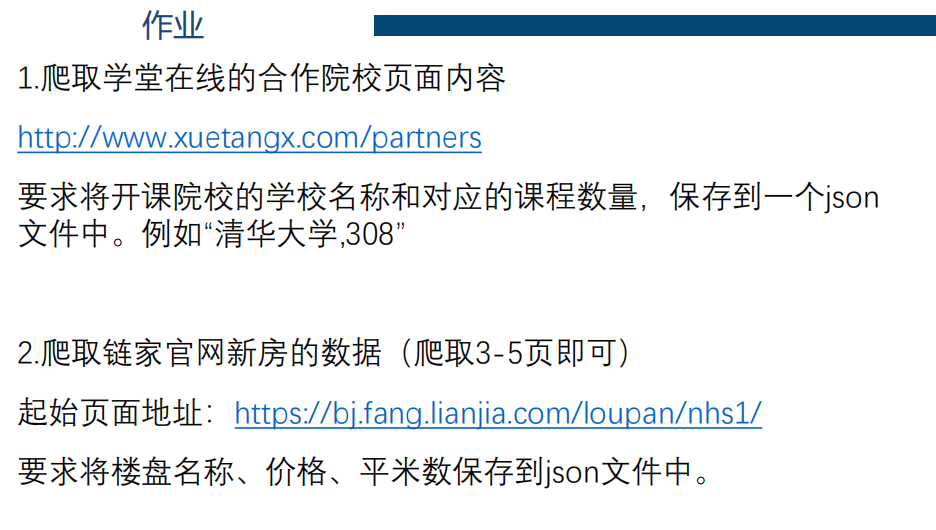 作业
1.爬取学堂在线的合作院校页面内容
http://www.xuetangx.com/partners
要求将开课院校的学校名称和对应的课程数量，保存到一个json
文件中。例如“清华大学,308”
2.爬取链家官网新房的数据（爬取3-5页即可）
起始页面地址：https://bj.fang.lianjia.com/loupan/nhs1/
要求将楼盘名称、价格、平米数保存到json文件中。